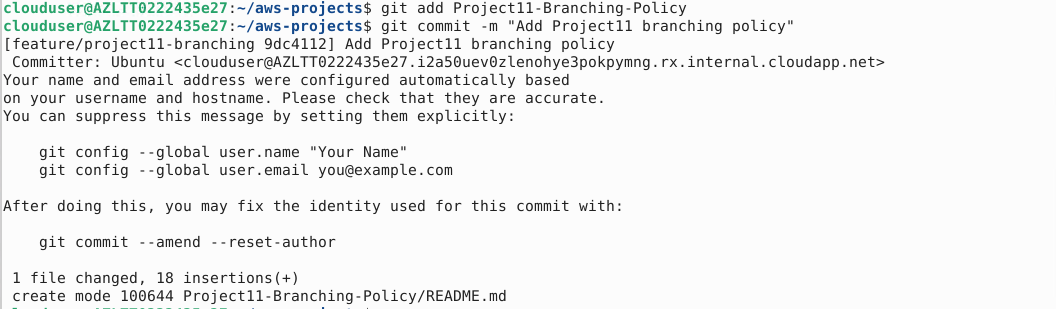 clouduser@AZLTT0222435e27:~/aws-projects$ git add Project11-Branching-Policy
clouduser@AZLTT0222435e27:~/aws-projects$ git commit -m "Add Project11 branching policy"
[feature/project11-branching 9dc4112] Add Project11 branching policy
 Committer: Ubuntu <clouduser@AZLTT0222435e27.i2a50uev0zlenohye3pokpymng.rx.internal.cloudapp.net>
Your name and email address were configured automatically based
on your username and hostname. Please check that they are accurate.
You can suppress this message by setting them explicitly:

    git config --global user.name "Your Name"
    git config --global user.email you@example.com

After doing this, you may fix the identity used for this commit with:

    git commit --amend --reset-author

 1 file changed, 18 insertions(+)
 create mode 100644 Project11-Branching-Policy/README.md